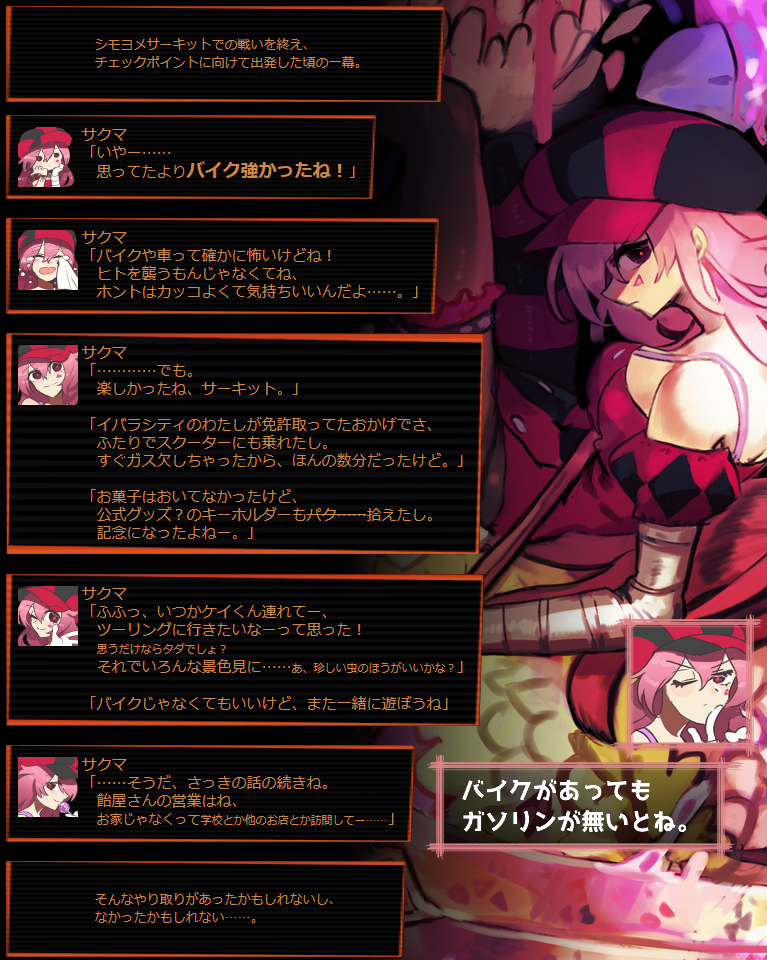 シモヨメサーキットでの戦いを終え、
チェックポイントに向けて出発した頃の一幕。
サクマ
「いやー……
思ってたよりバイク強かったね！」
サクマ
「バイクや車って確かに怖いけどね！
ヒトを襲うもんじゃなくてね、
ホントはカッコよくて気持ちいいんだよ……。」
サクマ
「…………でも。
楽しかったね、サーキット。」
「イバラシティのわたしが免許取ってたおかげでさ、
ふたりでスクーターにも乗れたし。
すぐガス欠しちゃったから、ほんの数分だったけど。」
「お菓子はおいてなかったけど、
公式グッズ？のキーホルダーもパク……拾えたし。
記念になったよねー。」
サクマ
「ふふっ、いつかケイくん連れてー、
ツーリングに行きたいなーって思った！
思うだけならタダでしょ？
それでいろんな景色見に……あ、珍しい虫のほうがいいかな？」
「バイクじゃなくてもいいけど、また一緒に遊ぼうね」
サクマ
「……そうだ、さっきの話の続きね。
飴屋さんの営業はね、
お家じゃなくって学校とか他のお店とか訪問してー……」
バイクがあっても
ガソリンが無いとね。
そんなやり取りがあったかもしれないし、
なかったかもしれない……。